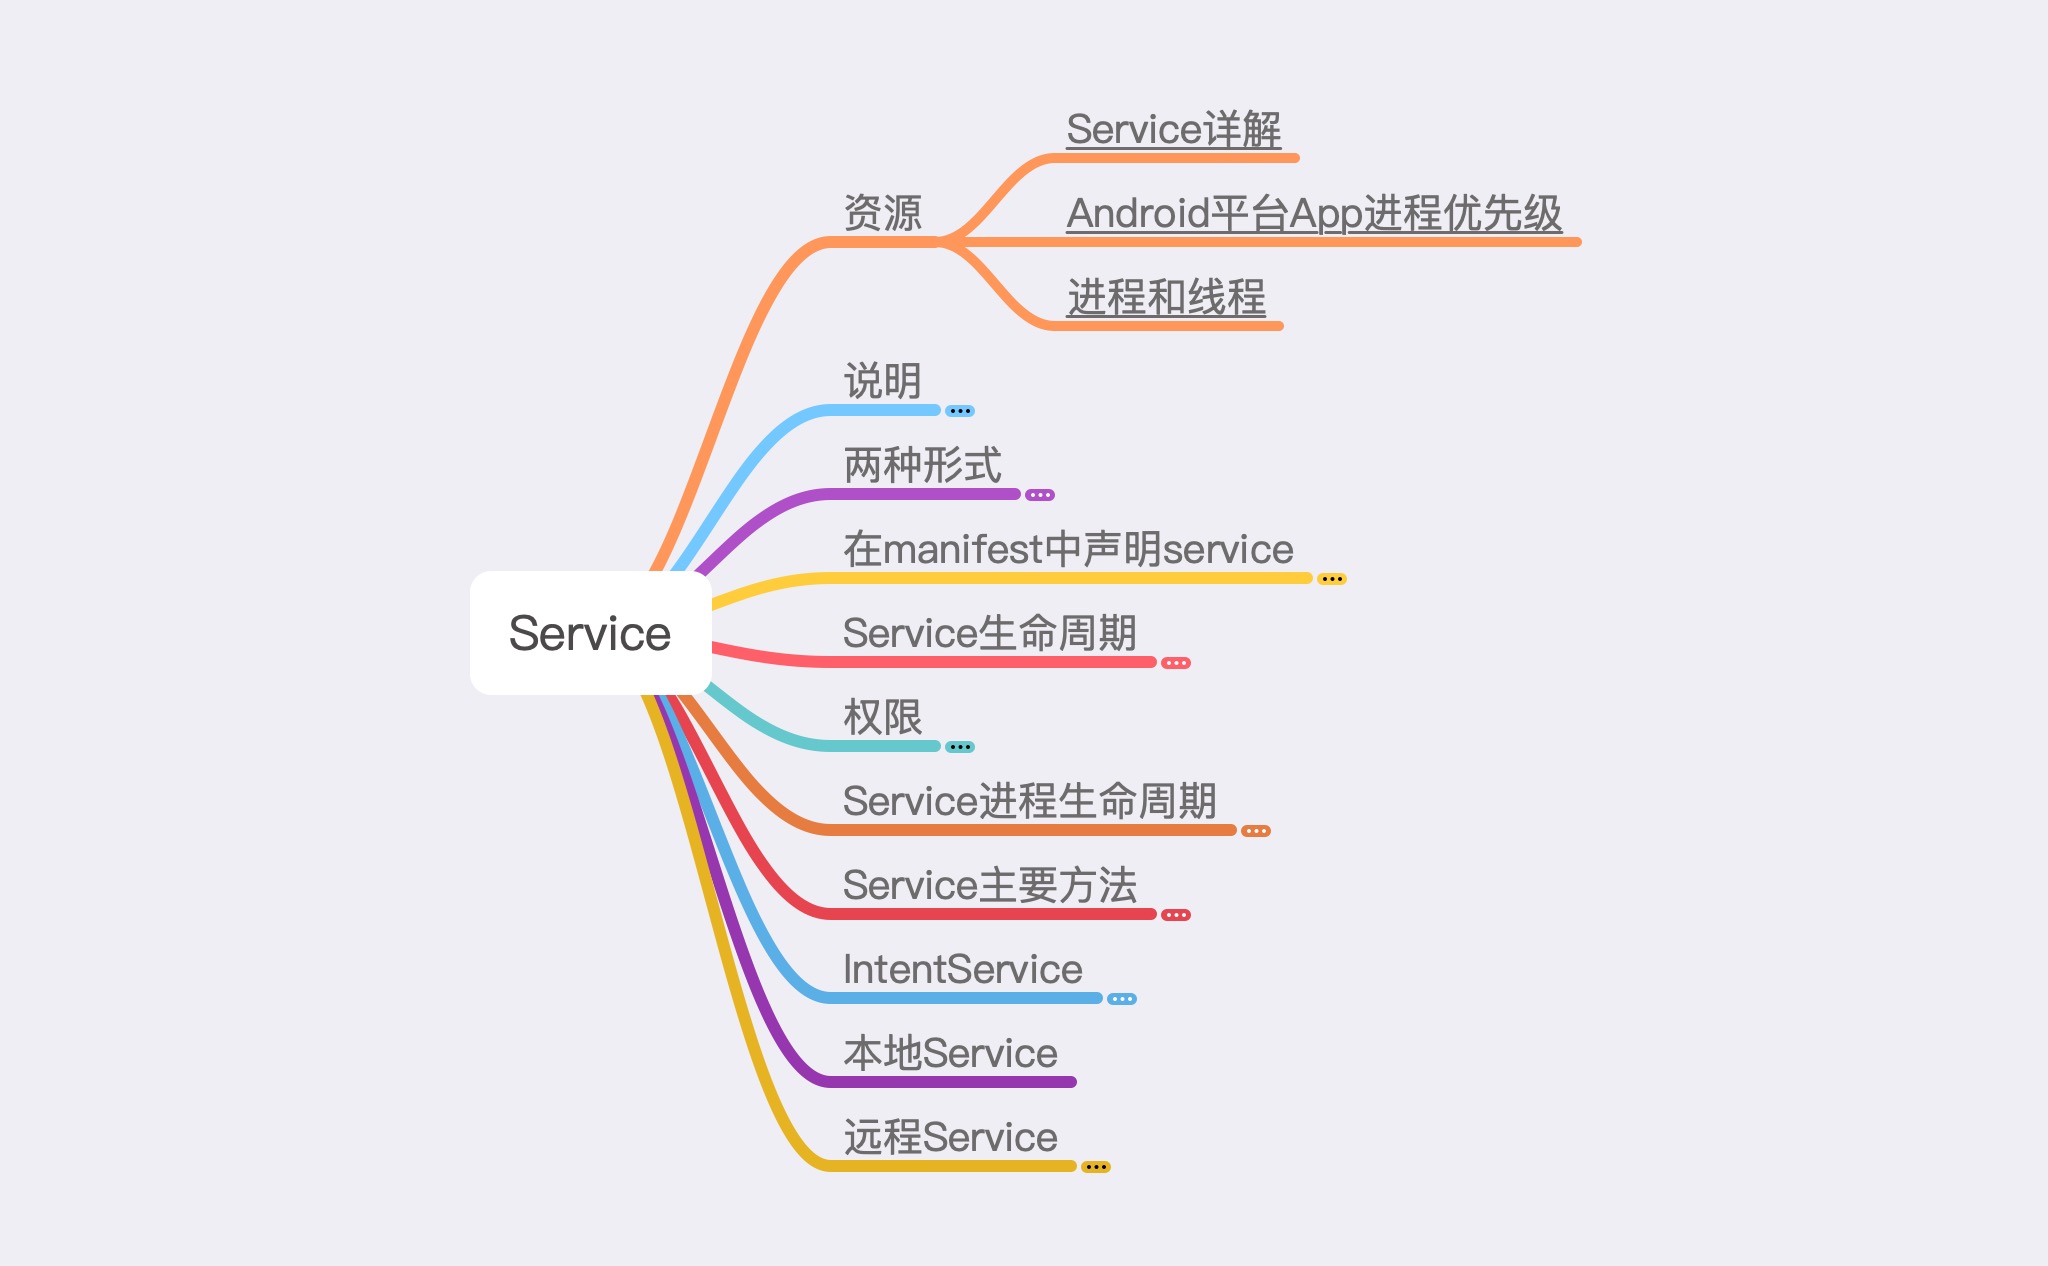 Service
资源
Service详解
Android平台App进程优先级
进程和线程
说明
两种形式
在manifest中声明service
Service生命周期
权限
Service进程生命周期
Service主要方法
IntentService
本地Service
远程Service